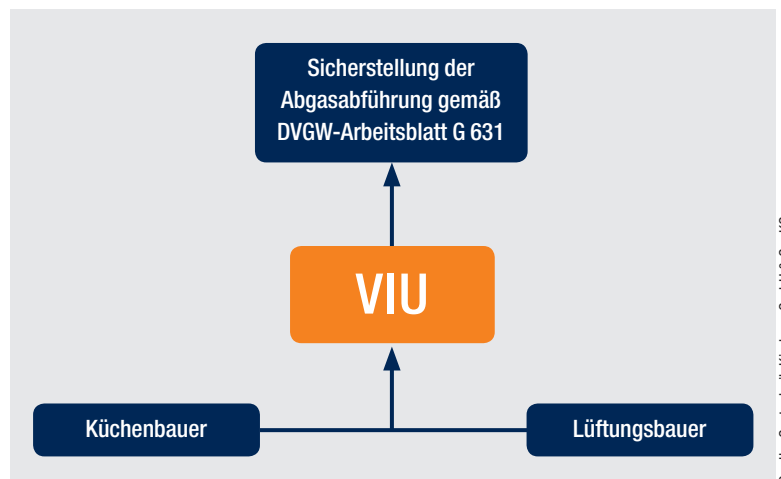 Sicherstellung der
Abgasabführung gemäß
DVGW-Arbeitsblatt G 631
VIU
Küchenbauer
Lüftungsbauer